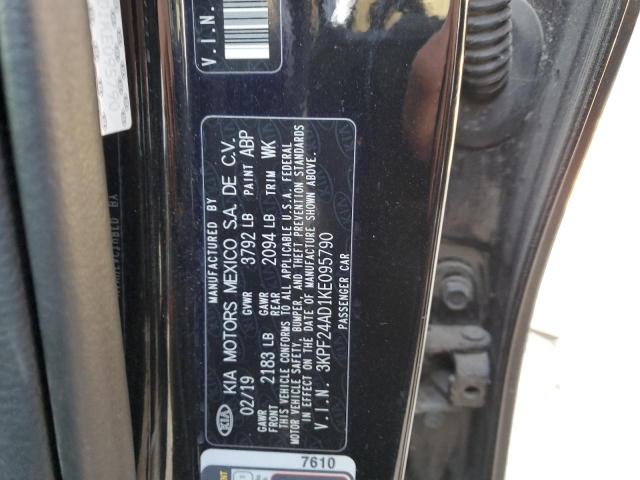 V.I.N.
MANUFACTURED BY
KIA KIA MOTORS MEXICO S.A. DE C.V.
02/19 GVWR 3792 LB PAINT ABP
GAWR FRONT 2183 LB GAWR REAR 2094 LB TRIM WK
THIS VEHICLE CONFORMS TO ALL APPLICABLE U.S.A. FEDERAL
MOTOR VEHICLE SAFETY, BUMPER, AND THEFT PREVENTION STANDARDS
IN EFFECT ON THE DATE OF MANUFACTURE SHOWN ABOVE.
V.I.N. 3KPF24AD1KE095790
PASSENGER CAR
7610